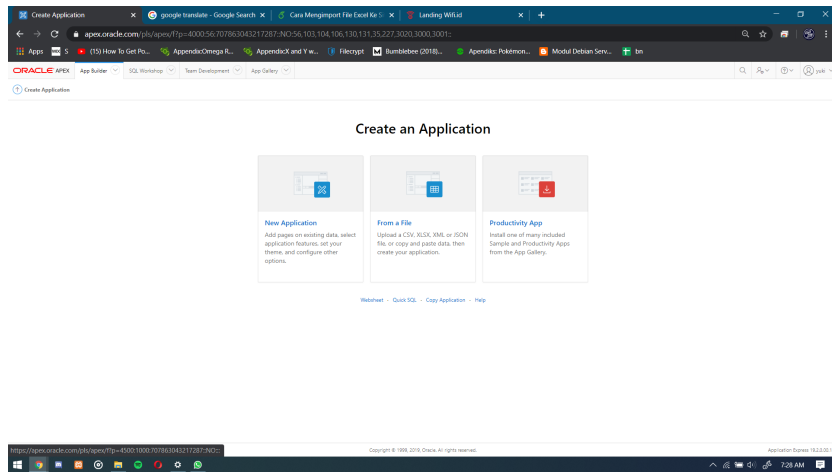 Create Application
google translate - Google Search
Cara Mengimport File Excel Ke S
Landing Wifi.id
apex.oracle.com/pls/apex/f?p=4000:56:707863043217287::NO:56,103,104,106,130,131,35,227,3020,3000,3001::
Apps
S
(15) How To Get Po...
Appendix:Omega R...
Appendix:X and Y w...
Filecrypt
Bumblebee (2018)...
Apendiks: Pokémon...
Modul Debian Serv...
bn
ORACLE APEX
App Builder
SQL Workshop
Team Development
App Gallery
yuki
Create Application
Create an Application
New Application
Add pages on existing data, select
application features, set your
theme, and configure other
options.
From a File
Upload a CSV, XLSX, XML or JSON
file, or copy and paste data, then
create your application.
Productivity App
Install one of many included
Sample and Productivity Apps
from the App Gallery.
Websheet - Quick SQL - Copy Application - Help
https://apex.oracle.com/pls/apex/f?p=4500:1000:707863043217287::NO:::
Copyright © 1999, 2019, Oracle. All rights reserved.
Application Express
7:28 AM